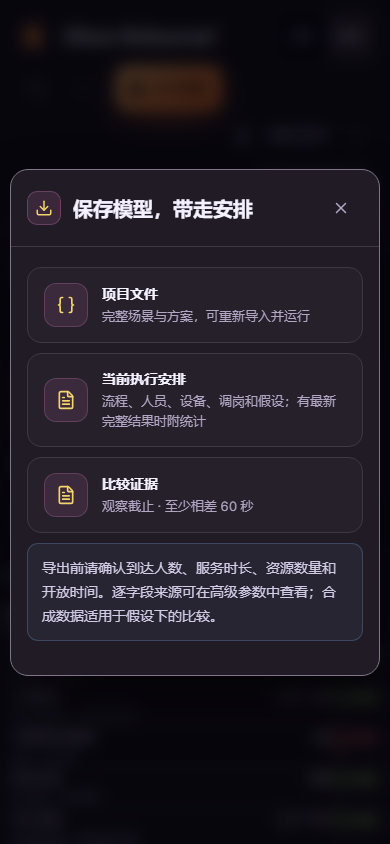 保存模型，带走安排
项目文件
完整场景与方案，可重新导入并运行
当前执行安排
流程、人员、设备、调岗和假设；有最新
完整结果时附统计
比较证据
观察截止 · 至少相差 60 秒
导出前请确认到达人数、服务时长、资源数量和
开放时间。逐字段来源可在高级参数中查看；合
成数据适用于假设下的比较。